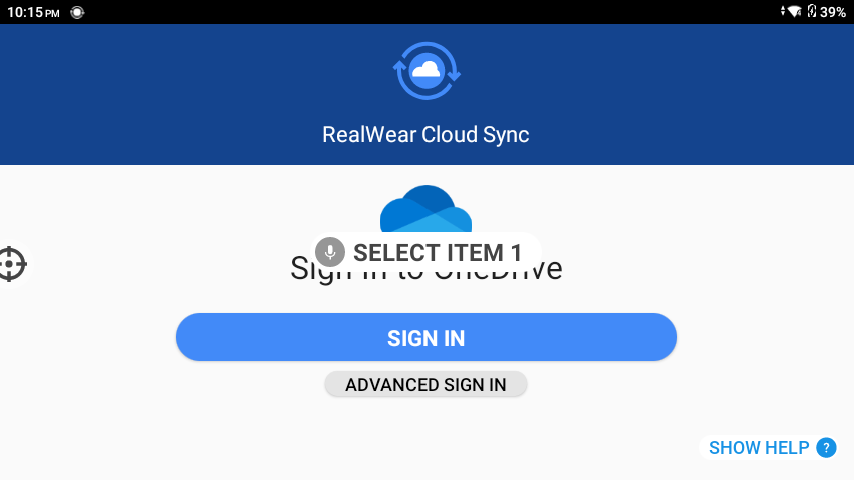 10:15 PM
39%
RealWear Cloud Sync
SELECT ITEM 1
Sign In to OneDrive
SIGN IN
ADVANCED SIGN IN
SHOW HELP ?